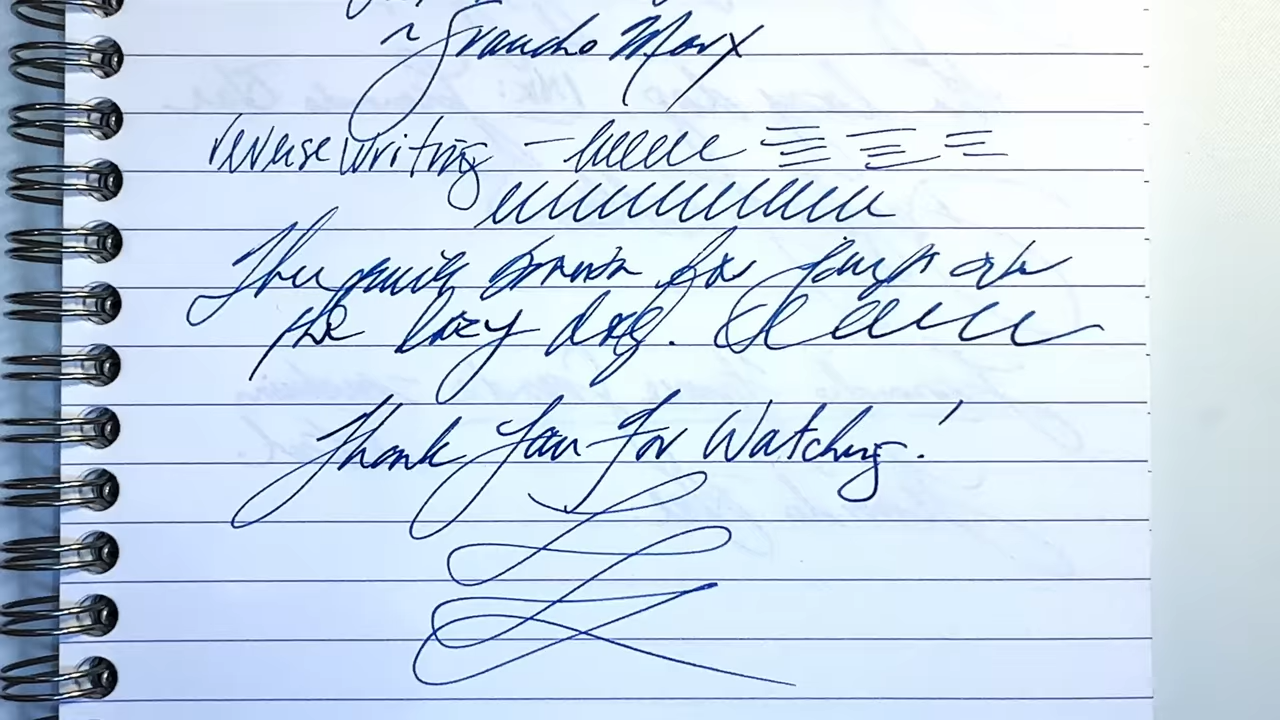 ~ Groucho Marx
reverse writing -
The quick brown fox jumps over
the lazy dog.
Thank You For Watching!